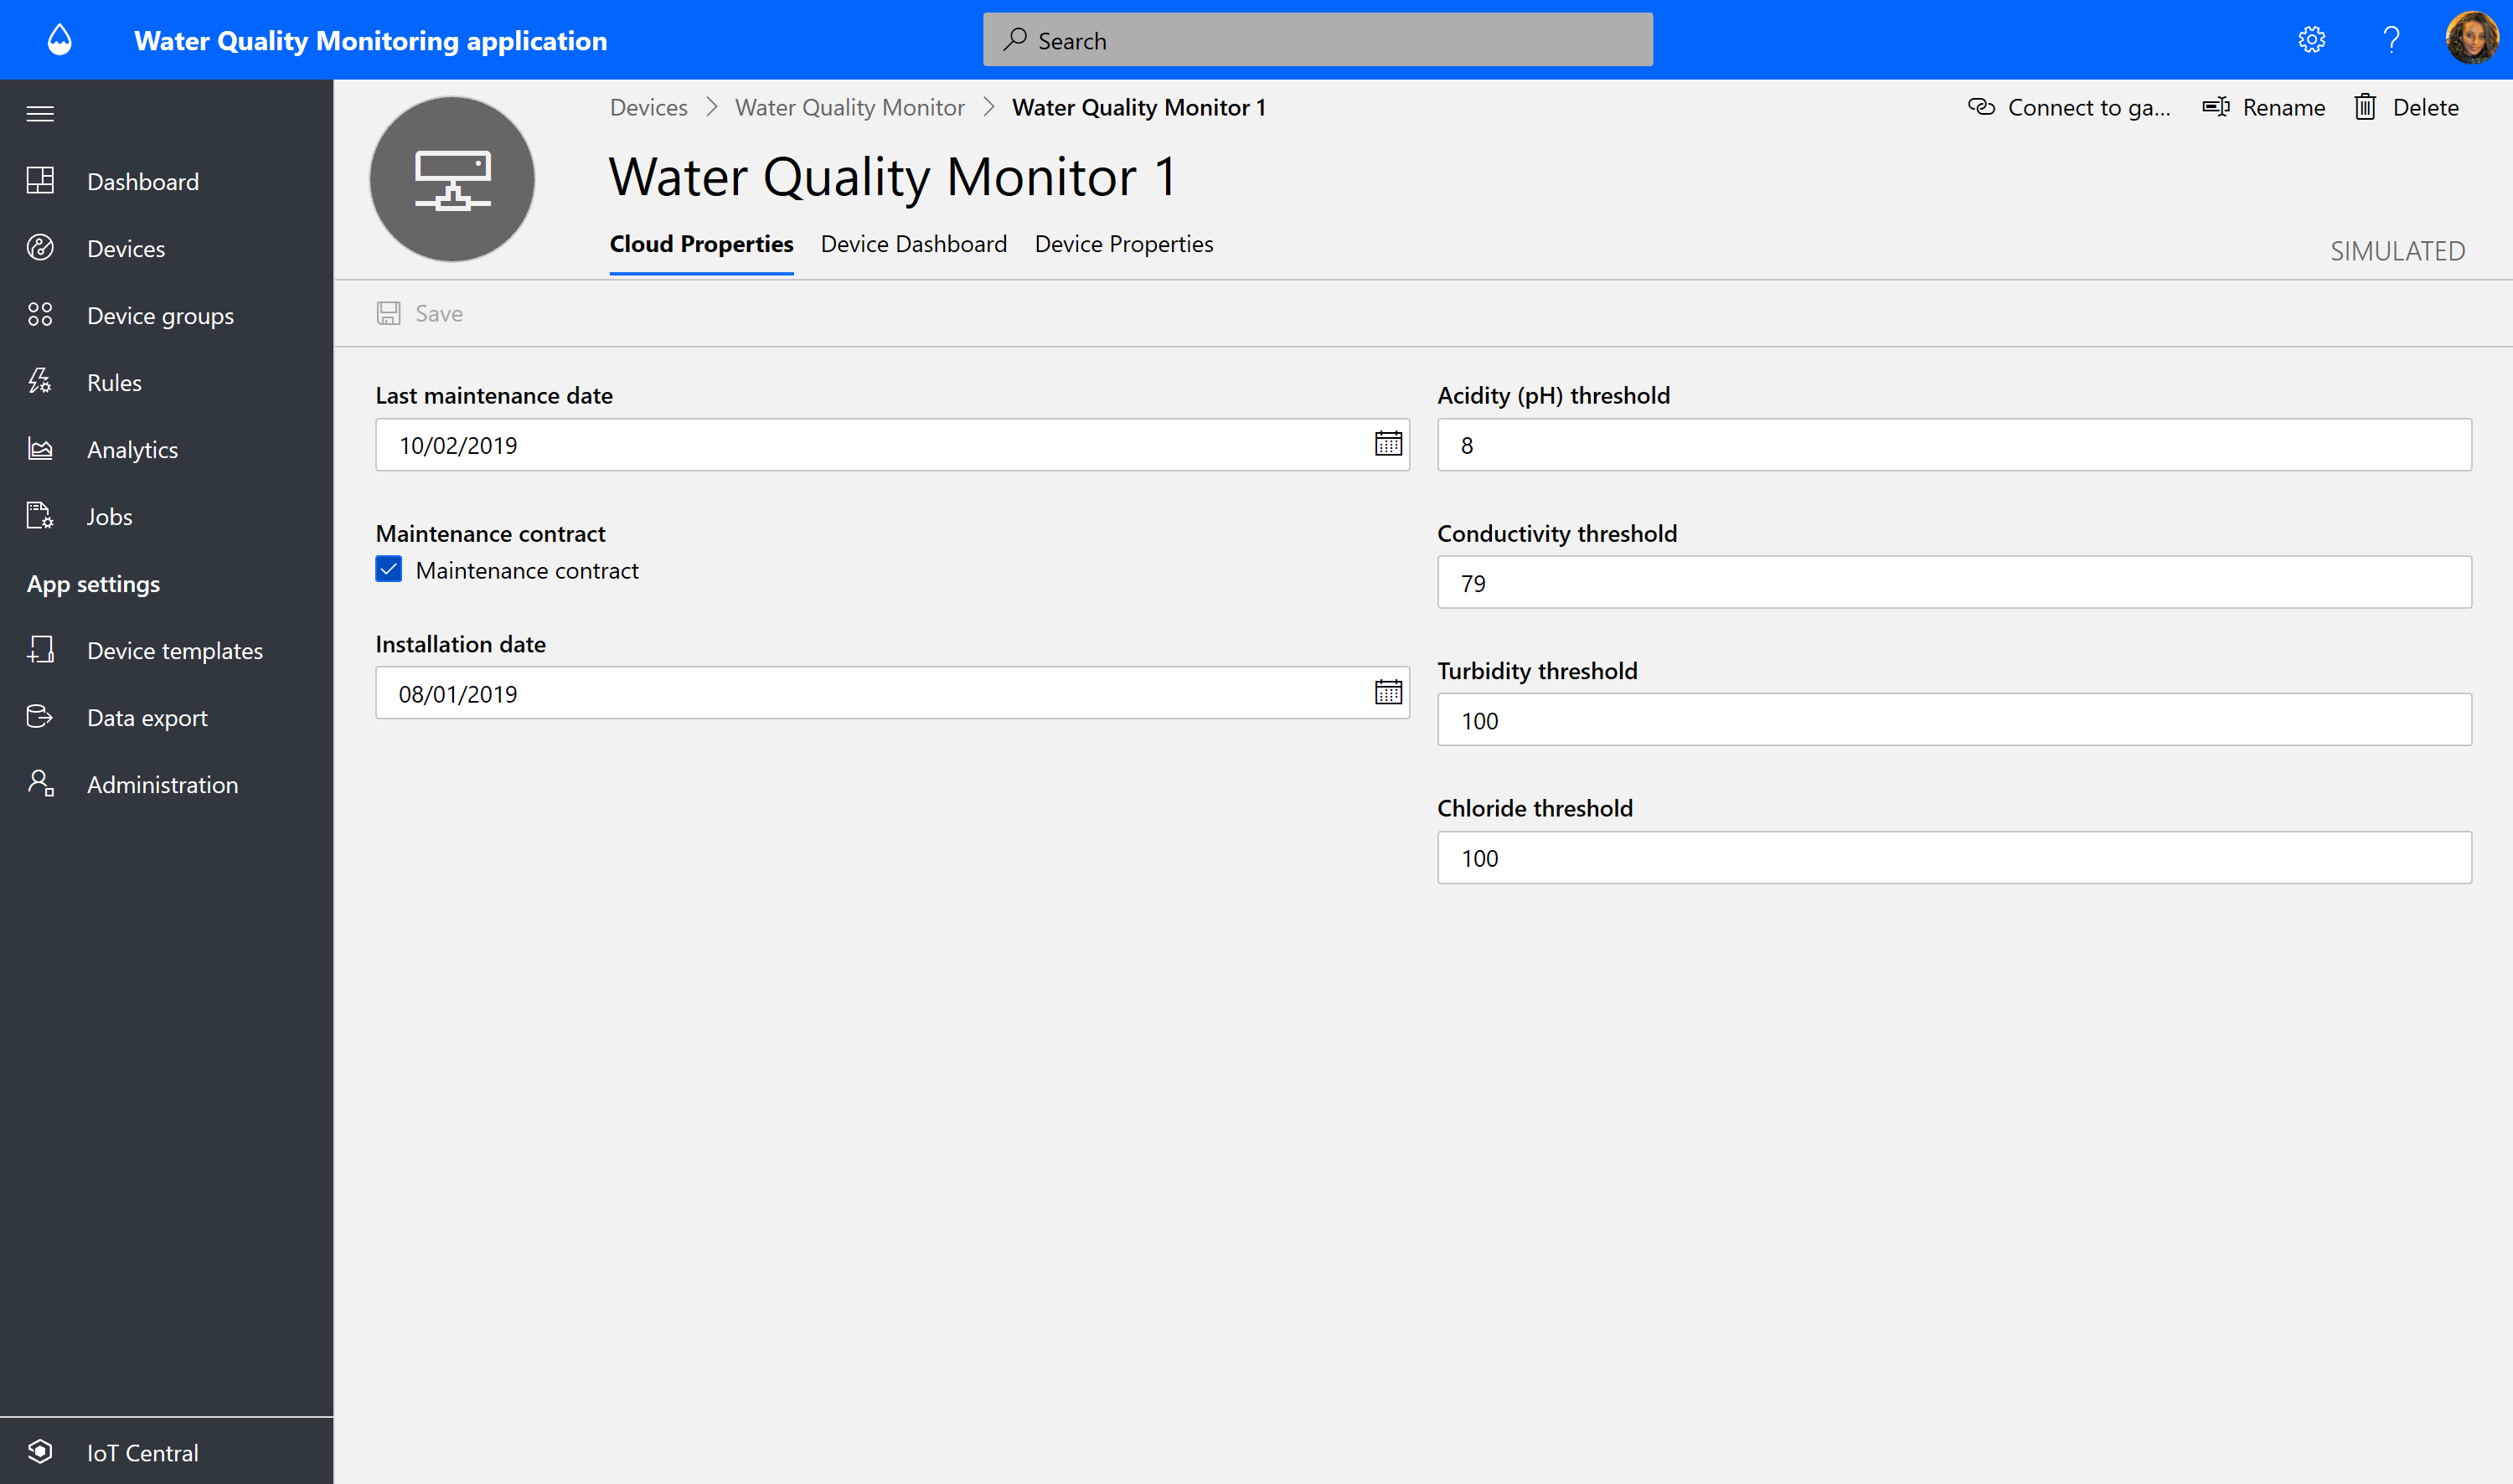 Water Quality Monitoring application
Search
?
Dashboard
Devices
Device groups
Rules
Analytics
Jobs
App settings
Device templates
Data export
Administration
IoT Central
Devices > Water Quality Monitor > Water Quality Monitor 1
Connect to ga...
Rename
Delete
Water Quality Monitor 1
Cloud Properties
Device Dashboard
Device Properties
SIMULATED
Save
Last maintenance date
10/02/2019
Maintenance contract
Maintenance contract
Installation date
08/01/2019
Acidity (pH) threshold
8
Conductivity threshold
79
Turbidity threshold
100
Chloride threshold
100